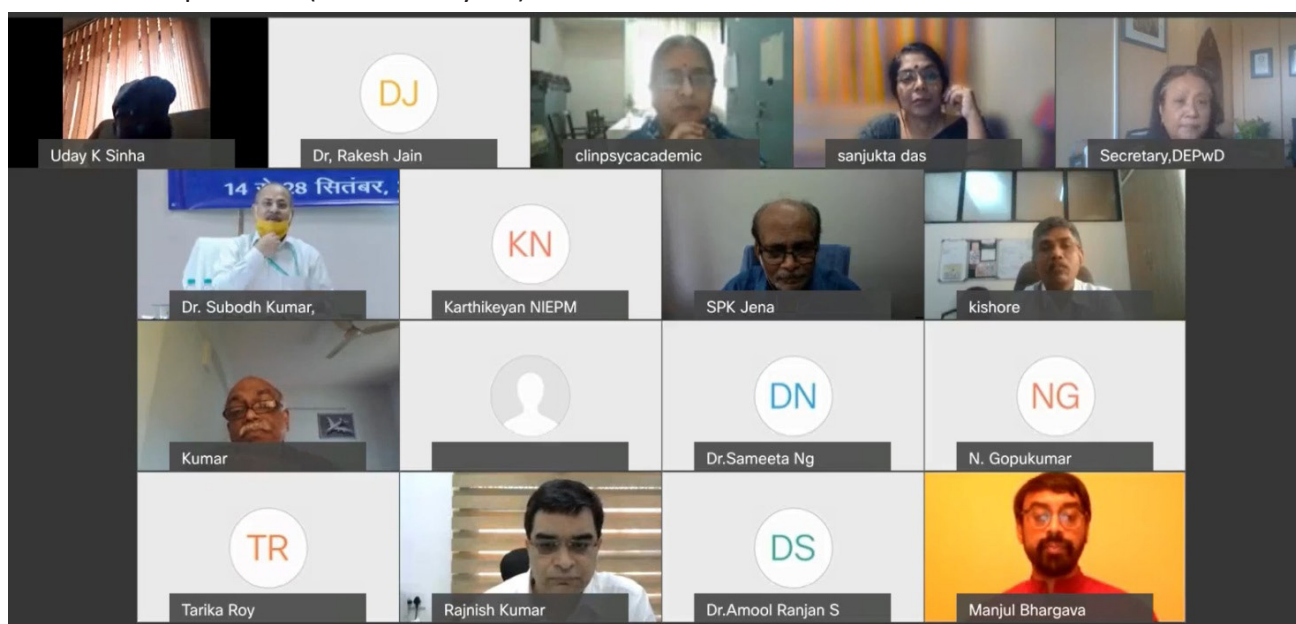 Uday K Sinha
DJ
Dr, Rakesh Jain
clinpsycacademic
sanjukta das
Secretary,DEPwD
14 से 28 सितंबर,
Dr. Subodh Kumar,
KN
Karthikeyan NIEPM
SPK Jena
kishore
Kumar
DN
Dr.Sameeta Ng
NG
N. Gopukumar
TR
Tarika Roy
Rajnish Kumar
DS
Dr.Amool Ranjan S
Manjul Bhargava